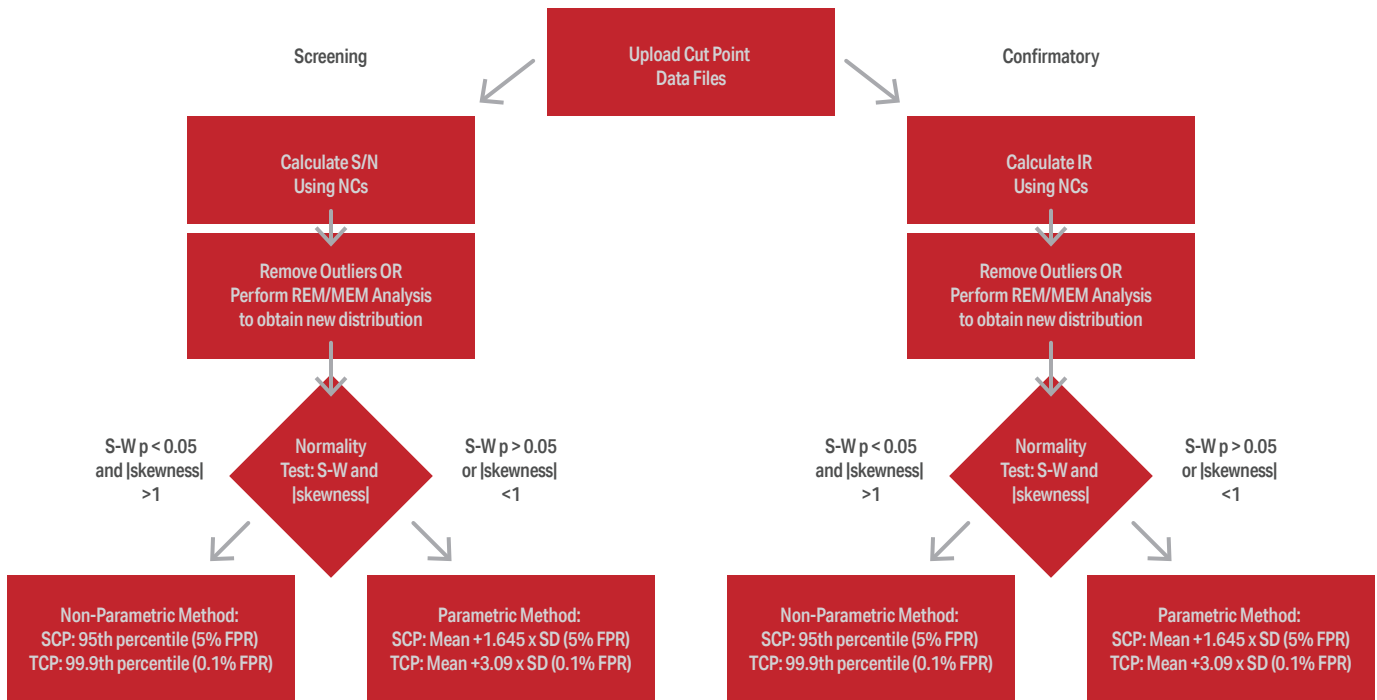 Upload Cut Point
Data Files
Screening
Confirmatory
Calculate S/N
Using NCs
Calculate IR
Using NCs
Remove Outliers OR
Perform REM/MEM Analysis
to obtain new distribution
Remove Outliers OR
Perform REM/MEM Analysis
to obtain new distribution
S-W p < 0.05
and |skewness|
>1
Normality
Test: S-W and
|skewness|
S-W p > 0.05
or |skewness|
<1
S-W p < 0.05
and |skewness|
>1
Normality
Test: S-W and
|skewness|
S-W p > 0.05
or |skewness|
<1
Non-Parametric Method:
SCP: 95th percentile (5% FPR)
TCP: 99.9th percentile (0.1% FPR)
Parametric Method:
SCP: Mean +1.645 x SD (5% FPR)
TCP: Mean +3.09 x SD (0.1% FPR)
Non-Parametric Method:
SCP: 95th percentile (5% FPR)
TCP: 99.9th percentile (0.1% FPR)
Parametric Method:
SCP: Mean +1.645 x SD (5% FPR)
TCP: Mean +3.09 x SD (0.1% FPR)